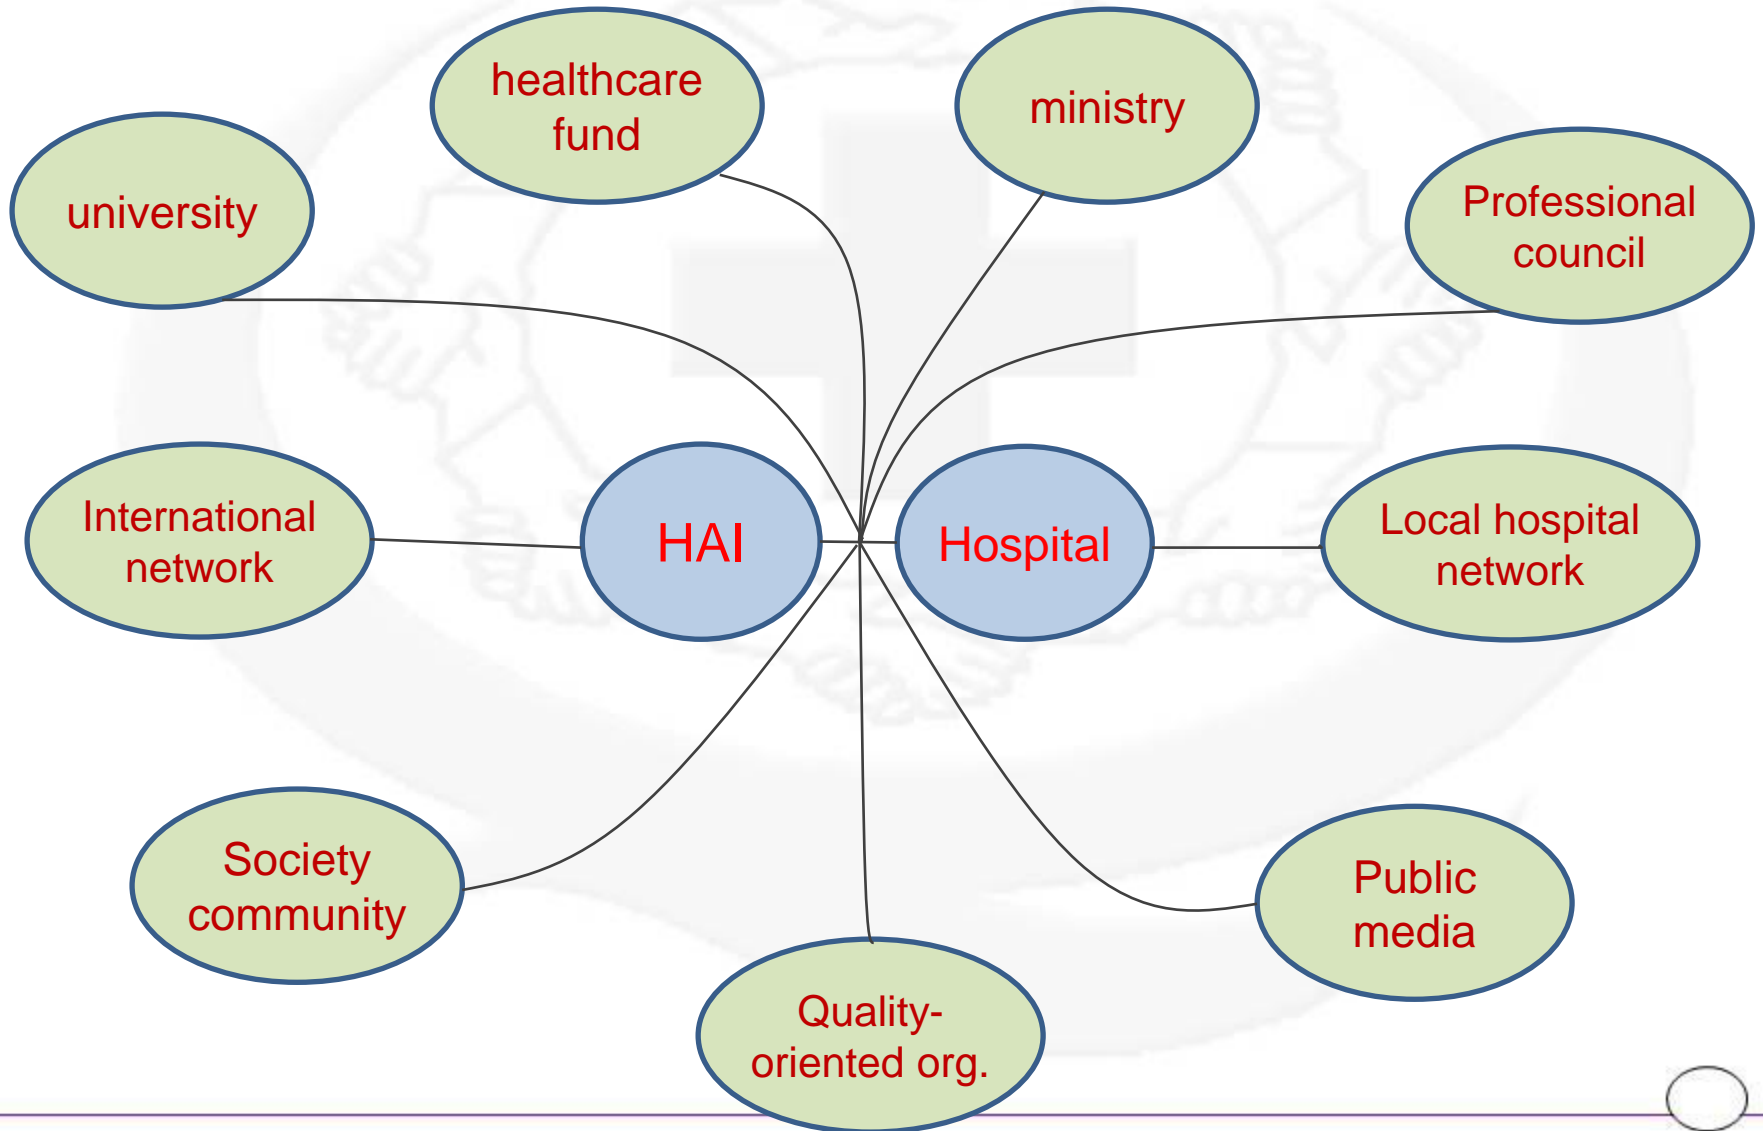 healthcare
fund
ministry
university
Professional
council
International
network
HAI
Hospital
Local hospital
network
Society
community
Public
media
Quality-
oriented org.